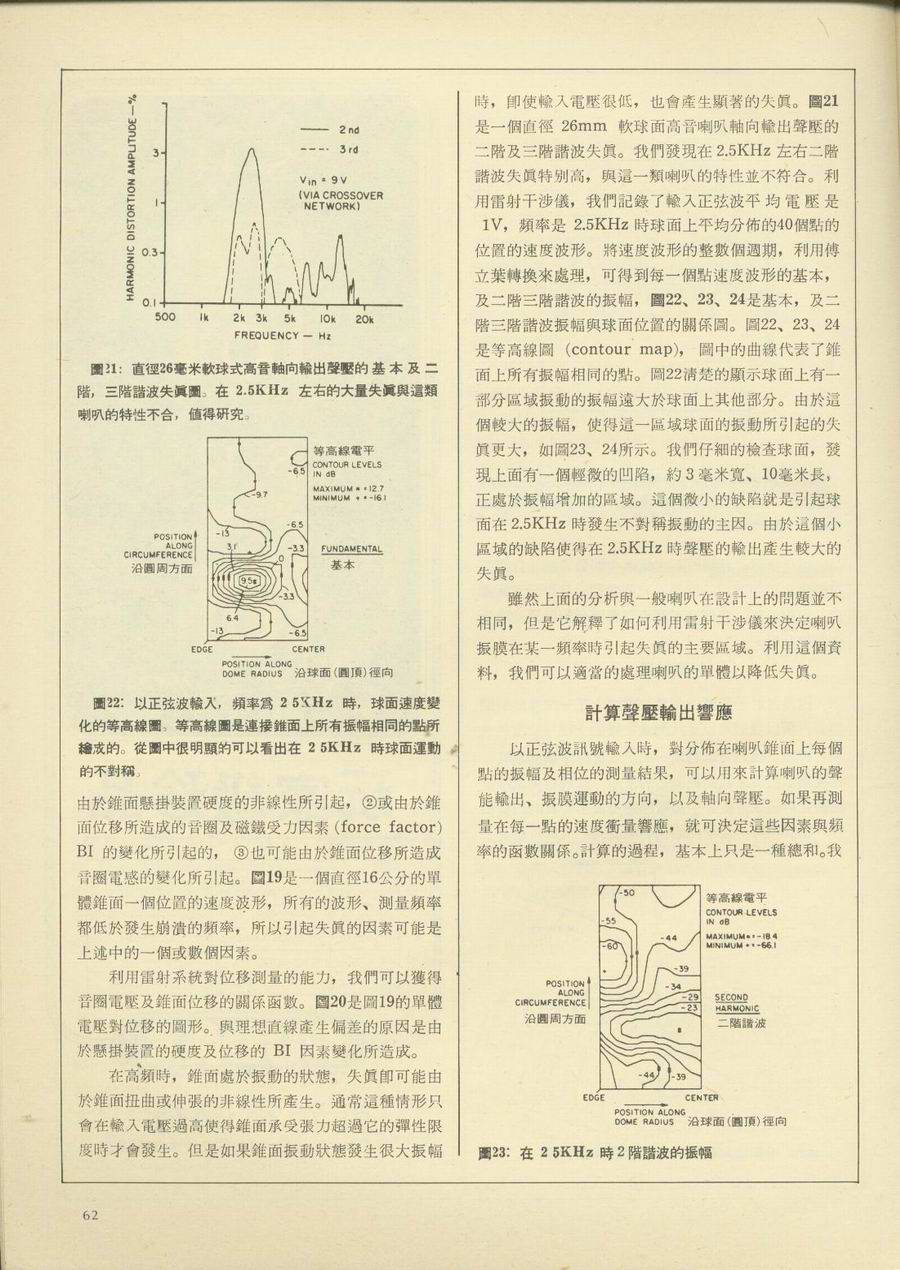 HARMONIC DISTORTION AMPLITUDE — %
3
1
0.3
0.1
500 1k 2k 3k 5k 10k 20k
FREQUENCY — Hz
2nd
3rd
Vin = 9V
(VIA CROSSOVER
NETWORK)
圖21：直徑26毫米軟球式高音軸向輸出聲壓的基本及二
階，三階諧波失眞圖。在 2.5KHz 左右的大量失眞與這類
喇叭的特性不合，値得研究。
等高線電平
CONTOUR LEVELS
IN dB
MAXIMUM = 12.7
MINIMUM + = -16.1
FUNDAMENTAL
基本
POSITION
ALONG
CIRCUMFERENCE
沿圓周方面
-6.5
-9.7
-13
-6.5
3.1
-3.3
0
9.5
-3.3
6.4
-13
-6.5
EDGE CENTER
POSITION ALONG
DOME RADIUS 沿球面(圓頂)徑向
圖22：以正弦波輸入，頻率爲 2 5KHz 時，球面速度變
化的等高線圖。等高線圖是連接錐面上所有振幅相同的點所
繪成的。從圖中很明顯的可以看出在 2 5KHz 時球面運動
的不對稱。
由於錐面懸掛裝置硬度的非線性所引起，②或由於錐
面位移所造成的音圈及磁鐵受力因素 (force factor)
BI 的變化所引起的，③也可能由於錐面位移所造成
音圈電感的變化所引起。圖19是一個直徑16公分的單
體錐面一個位置的速度波形，所有的波形、測量頻率
都低於發生崩潰的頻率，所以引起失眞的因素可能是
上述中的一個或數個因素。
利用雷射系統對位移測量的能力，我們可以獲得
音圈電壓及錐面位移的關係函數。圖20是圖19的單體
電壓對位移的圖形。與理想直線產生偏差的原因是由
於懸掛裝置的硬度及位移的 BI 因素變化所造成。
在高頻時，錐面處於振動的狀態，失眞卽可能由
於錐面扭曲或伸張的非線性所產生。通常這種情形只
會在輸入電壓過高使得錐面承受張力超過它的彈性限
度時才會發生。但是如果錐面振動狀態發生很大振幅
時，卽使輸入電壓很低，也會產生顯著的失眞。圖21
是一個直徑 26mm 軟球面高音喇叭軸向輸出聲壓的
二階及三階諧波失眞。我們發現在 2.5KHz 左右二階
諧波失眞特别高，與這一類喇叭的特性並不符合。利
用雷射干涉儀，我們記錄了輸入正弦波平均電壓是
1V，頻率是 2.5KHz 時球面上平均分佈的40個點的
位置的速度波形。將速度波形的整數個週期，利用傅
立葉轉換來處理，可得到每一個點速度波形的基本，
及二階三階諧波的振幅，圖22、23、24是基本，及二
階三階諧波振幅與球面位置的關係圖。圖22、23、24
是等高線圖 (contour map)，圖中的曲線代表了錐
面上所有振幅相同的點。圖22淸楚的顯示球面上有一
部分區域振動的振幅遠大於球面上其他部分。由於這
個較大的振幅，使得這一區域球面的振動所引起的失
眞更大，如圖23、24所示。我們仔細的檢查球面，發
現上面有一個輕微的凹陷，約 3 毫米寬、10毫米長，
正處於振幅增加的區域。這個微小的缺陷就是引起球
面在 2.5KHz 時發生不對稱振動的主因。由於這個小
區域的缺陷使得在 2.5KHz 時聲壓的輸出產生較大的
失眞。
雖然上面的分析與一般喇叭在設計上的問題並不
相同，但是它解釋了如何利用雷射干涉儀來決定喇叭
振膜在某一頻率時引起失眞的主要區域。利用這個資
料，我們可以適當的處理喇叭的單體以降低失眞。
計算聲壓輸出響應
以正弦波訊號輸入時，對分佈在喇叭錐面上每個
點的振幅及相位的測量結果，可以用來計算喇叭的聲
能輸出、振膜運動的方向，以及軸向聲壓。如果再測
量在每一點的速度衝量響應，就可決定這些因素與頻
率的函數關係。計算的過程，基本上只是一種總和。我
等高線電平
CONTOUR LEVELS
IN dB
MAXIMUM = -18 4
MINIMUM + = -66.1
SECOND
HARMONIC
二階諧波
POSITION
ALONG
CIRCUMFERENCE
沿圓周方面
-50
-55
-60
-44
-39
-34
-29
-23
-44
-39
EDGE CENTER
POSITION ALONG
DOME RADIUS 沿球面(圓頂)徑向
圖23：在 2 5KHz 時 2 階諧波的振幅
62